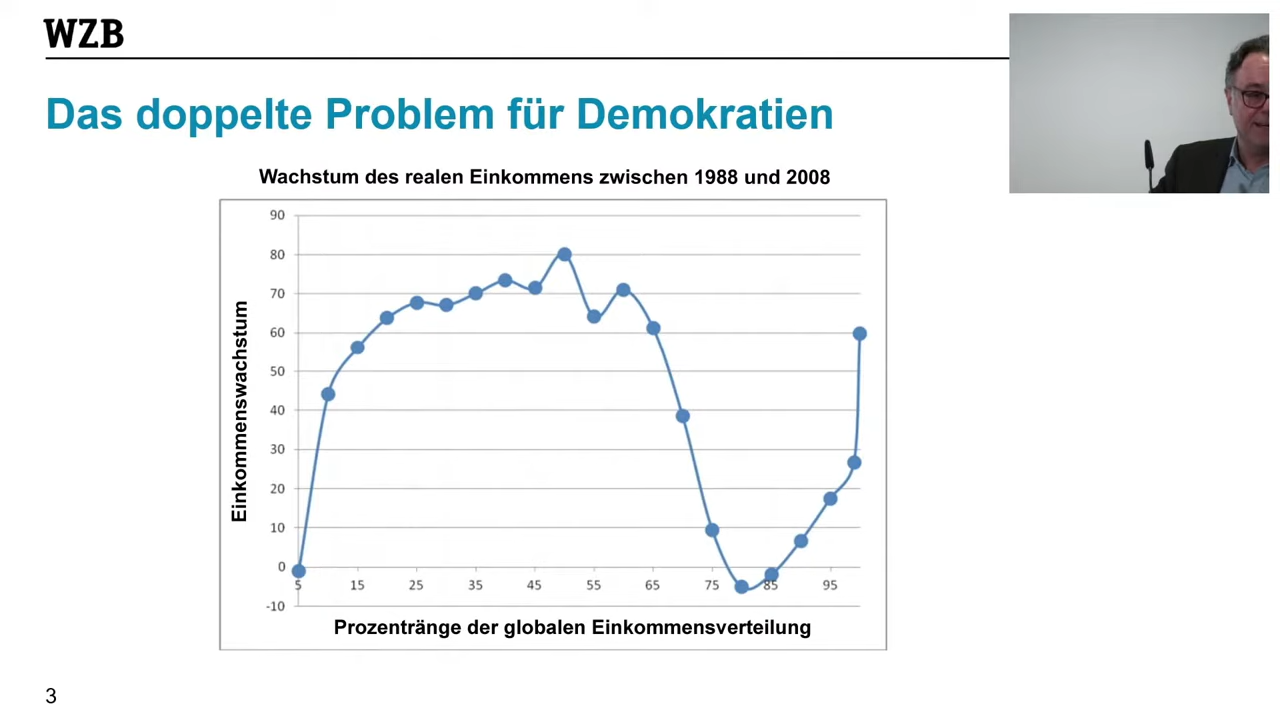 WZB
Das doppelte Problem für Demokratien
Wachstum des realen Einkommens zwischen 1988 und 2008
Einkommenswachstum
90
80
70
60
50
40
30
20
10
0
-10
5 15 25 35 45 55 65 75 85 95
Prozentränge der globalen Einkommensverteilung
3